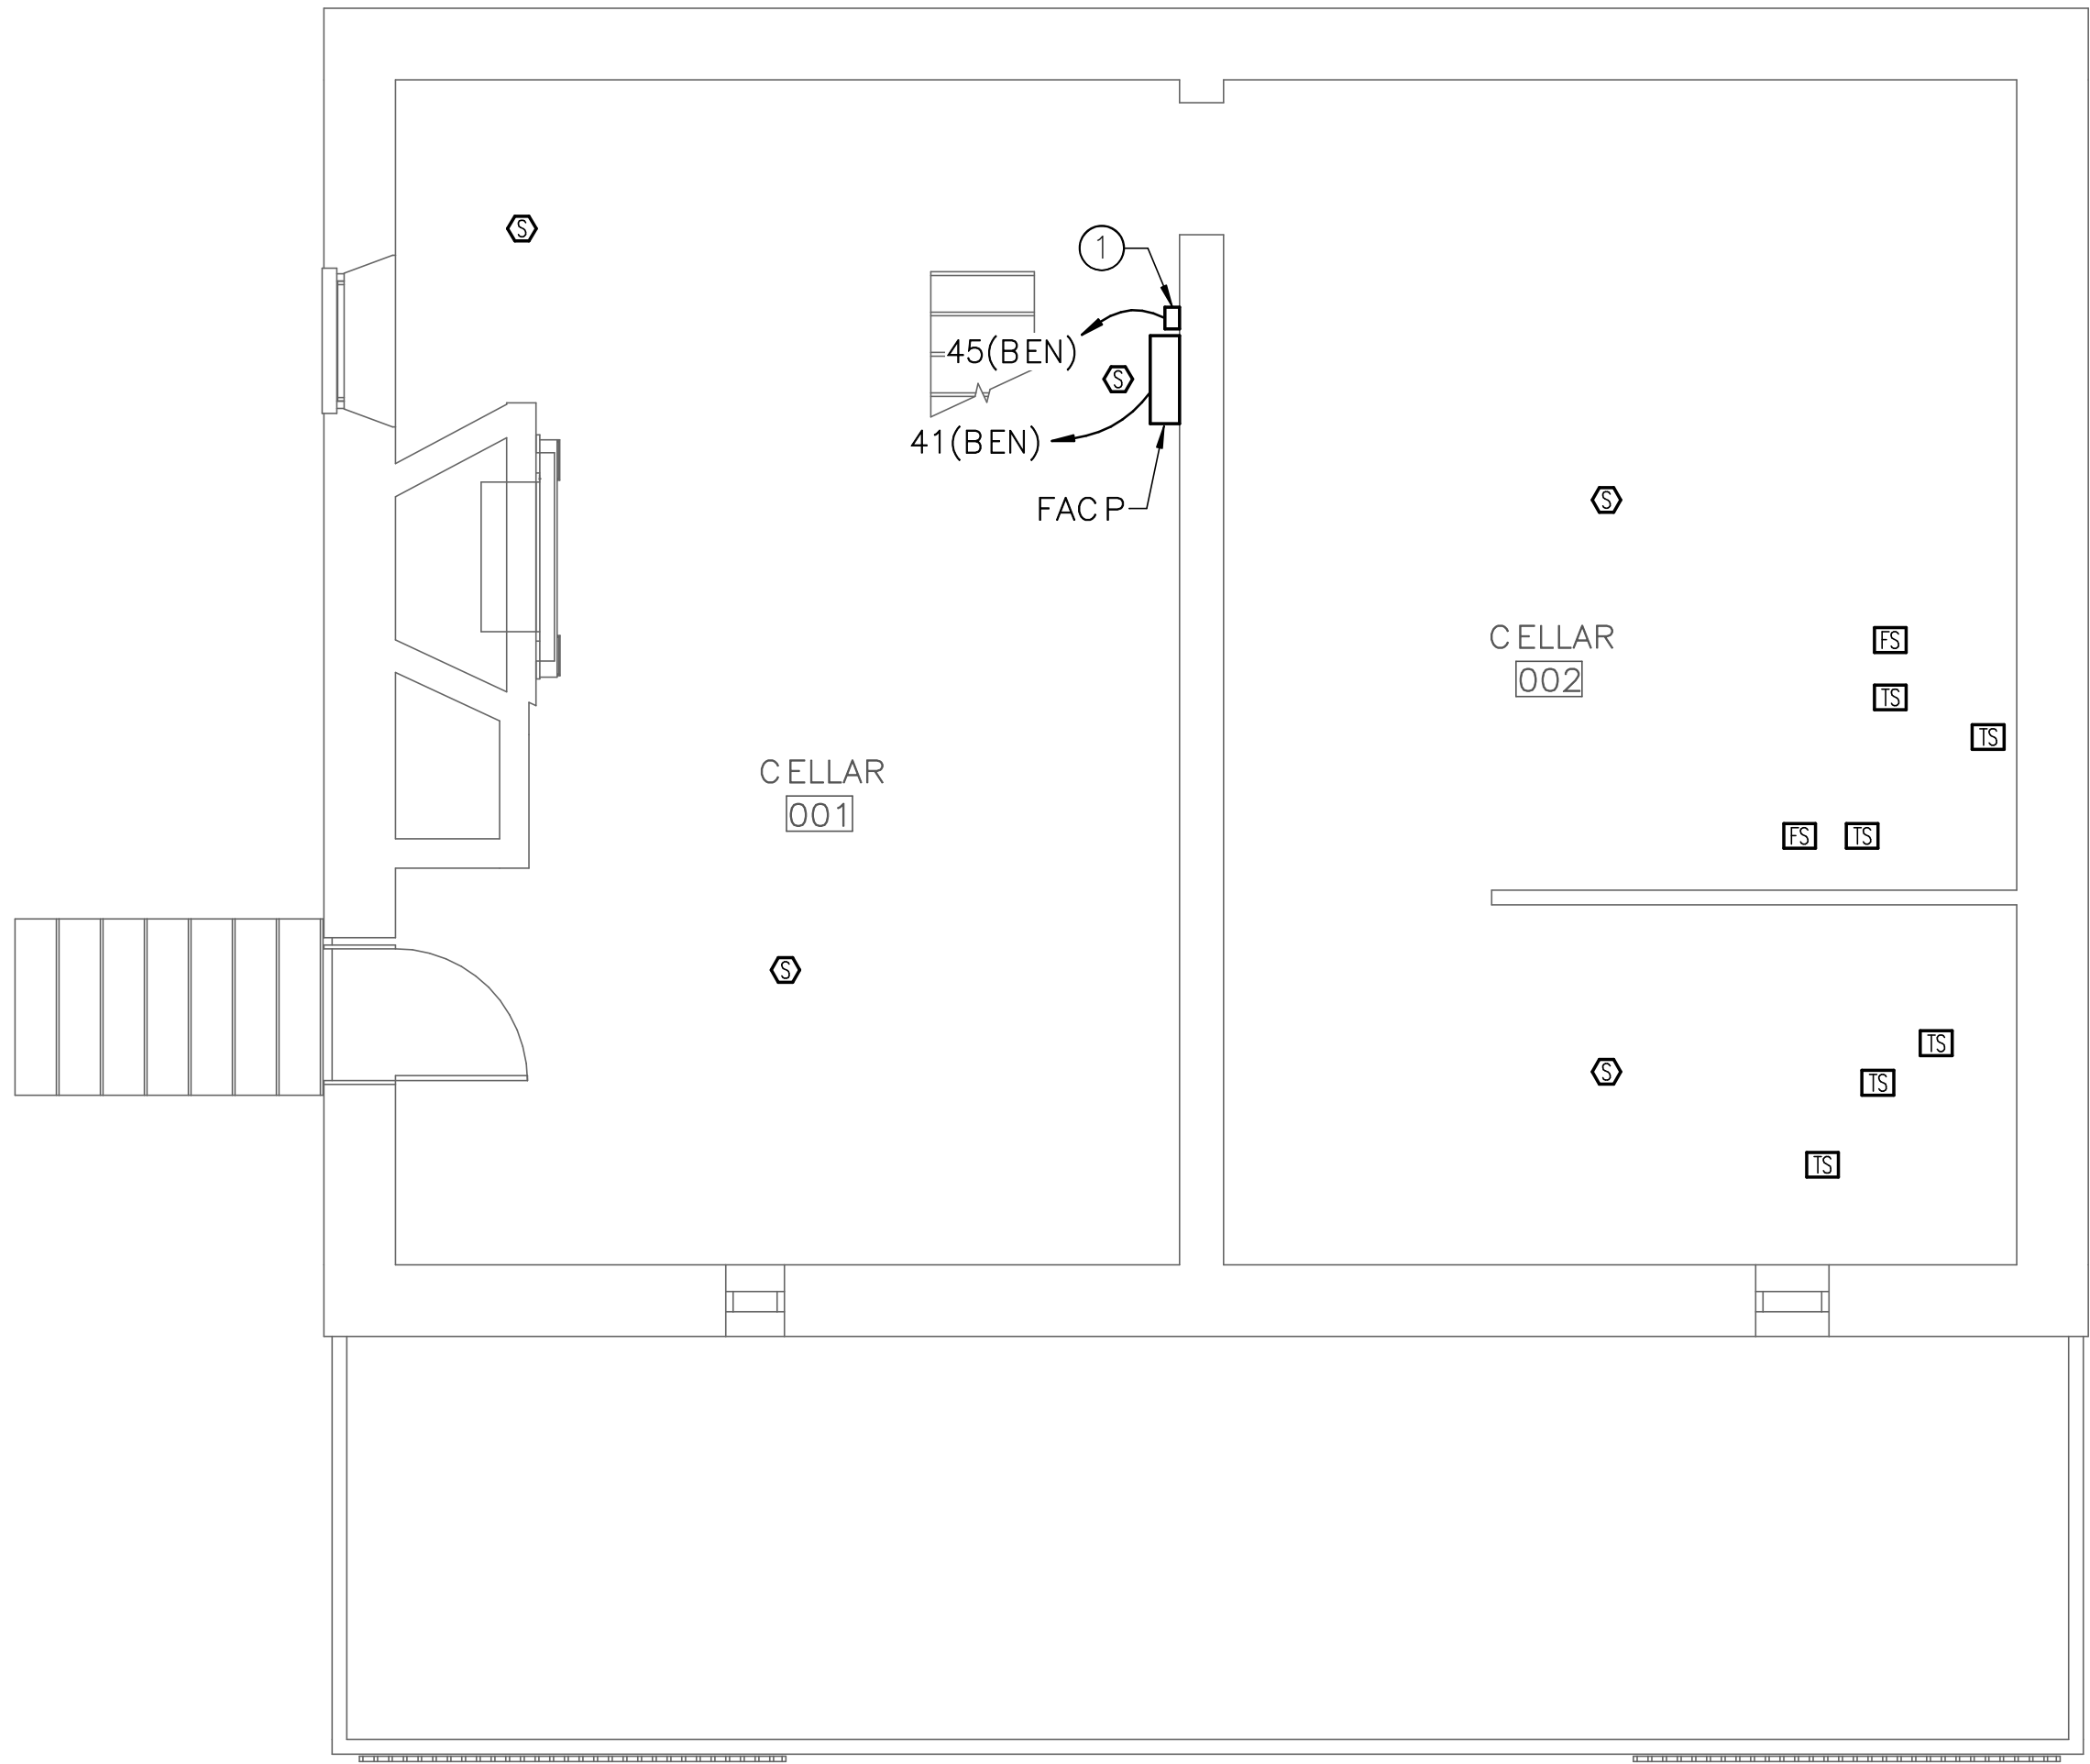 S
1
45(BEN)
S
41(BEN)
FACP
S
CELLAR
002
FS
TS
TS
CELLAR
001
FS TS
S
TS
S
TS
TS